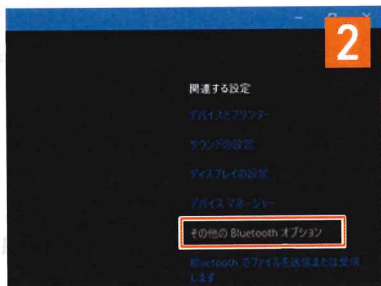 2
関連する設定
デバイスとプリンター
サウンドの設定
ディスプレイの設定
デバイス マネージャー
その他の Bluetooth オプション
Bluetooth でファイルを送信または受信
します